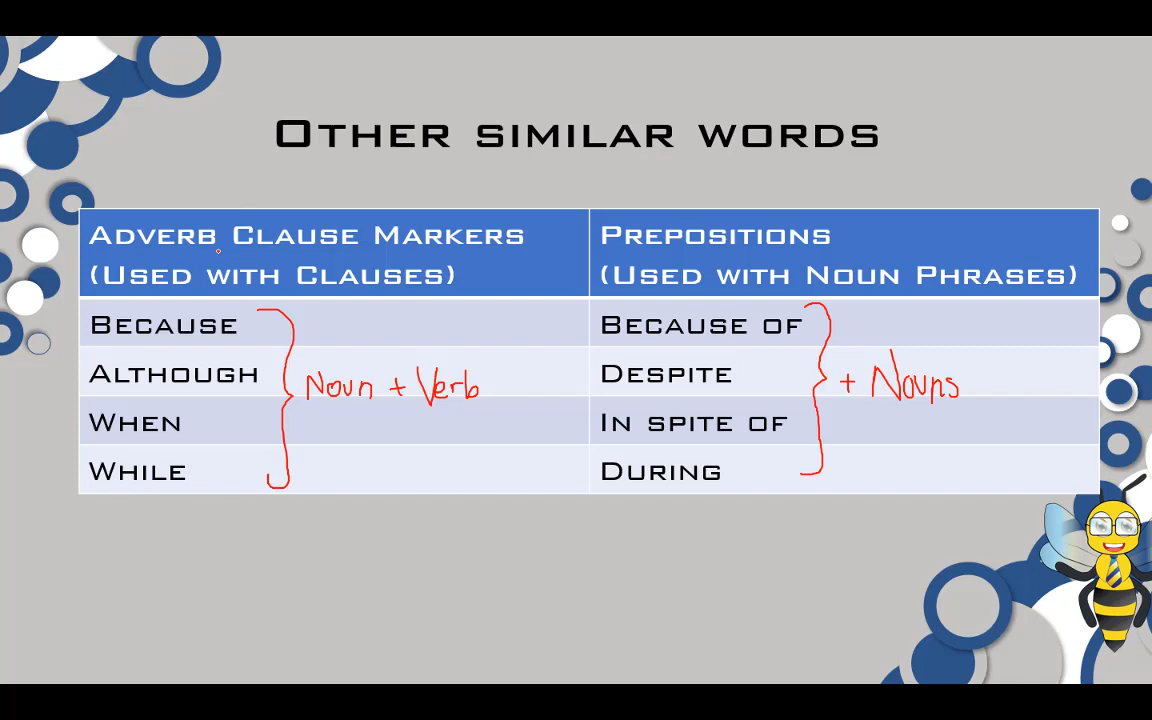 Other similar words
Adverb Clause Markers
(Used with Clauses)
Prepositions
(Used with Noun Phrases)
Because
Because of
Although
Despite
Noun + Verb
+ Nouns
When
In spite of
While
During